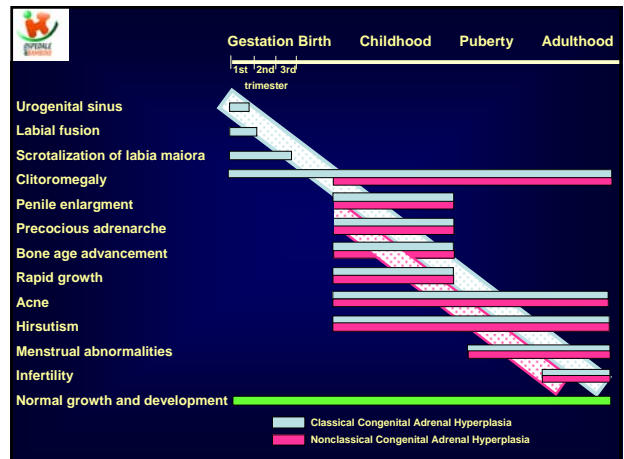 OSPEDALE
BAMBINI
Gestation Birth Childhood Puberty Adulthood
1st 2nd 3rd
trimester
Urogenital sinus
Labial fusion
Scrotalization of labia maiora
Clitoromegaly
Penile enlargment
Precocious adrenarche
Bone age advancement
Rapid growth
Acne
Hirsutism
Menstrual abnormalities
Infertility
Normal growth and development
Classical Congenital Adrenal Hyperplasia
Nonclassical Congenital Adrenal Hyperplasia